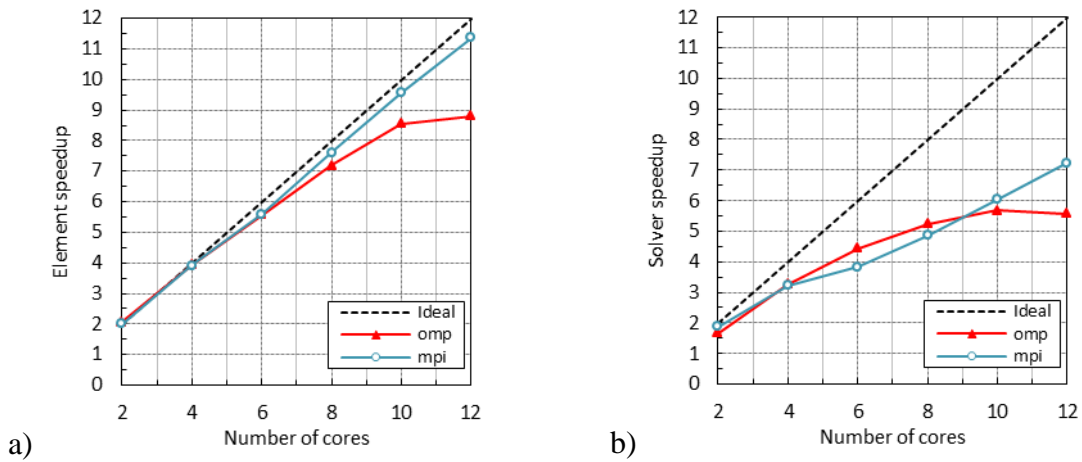 12
11
10
9
8
7
6
5
4
3
2
1
0
Element speedup
2 4 6 8 10 12
Number of cores
Ideal
omp
mpi
a)
12
11
10
9
8
7
6
5
4
3
2
1
0
Solver speedup
2 4 6 8 10 12
Number of cores
Ideal
omp
mpi
b)